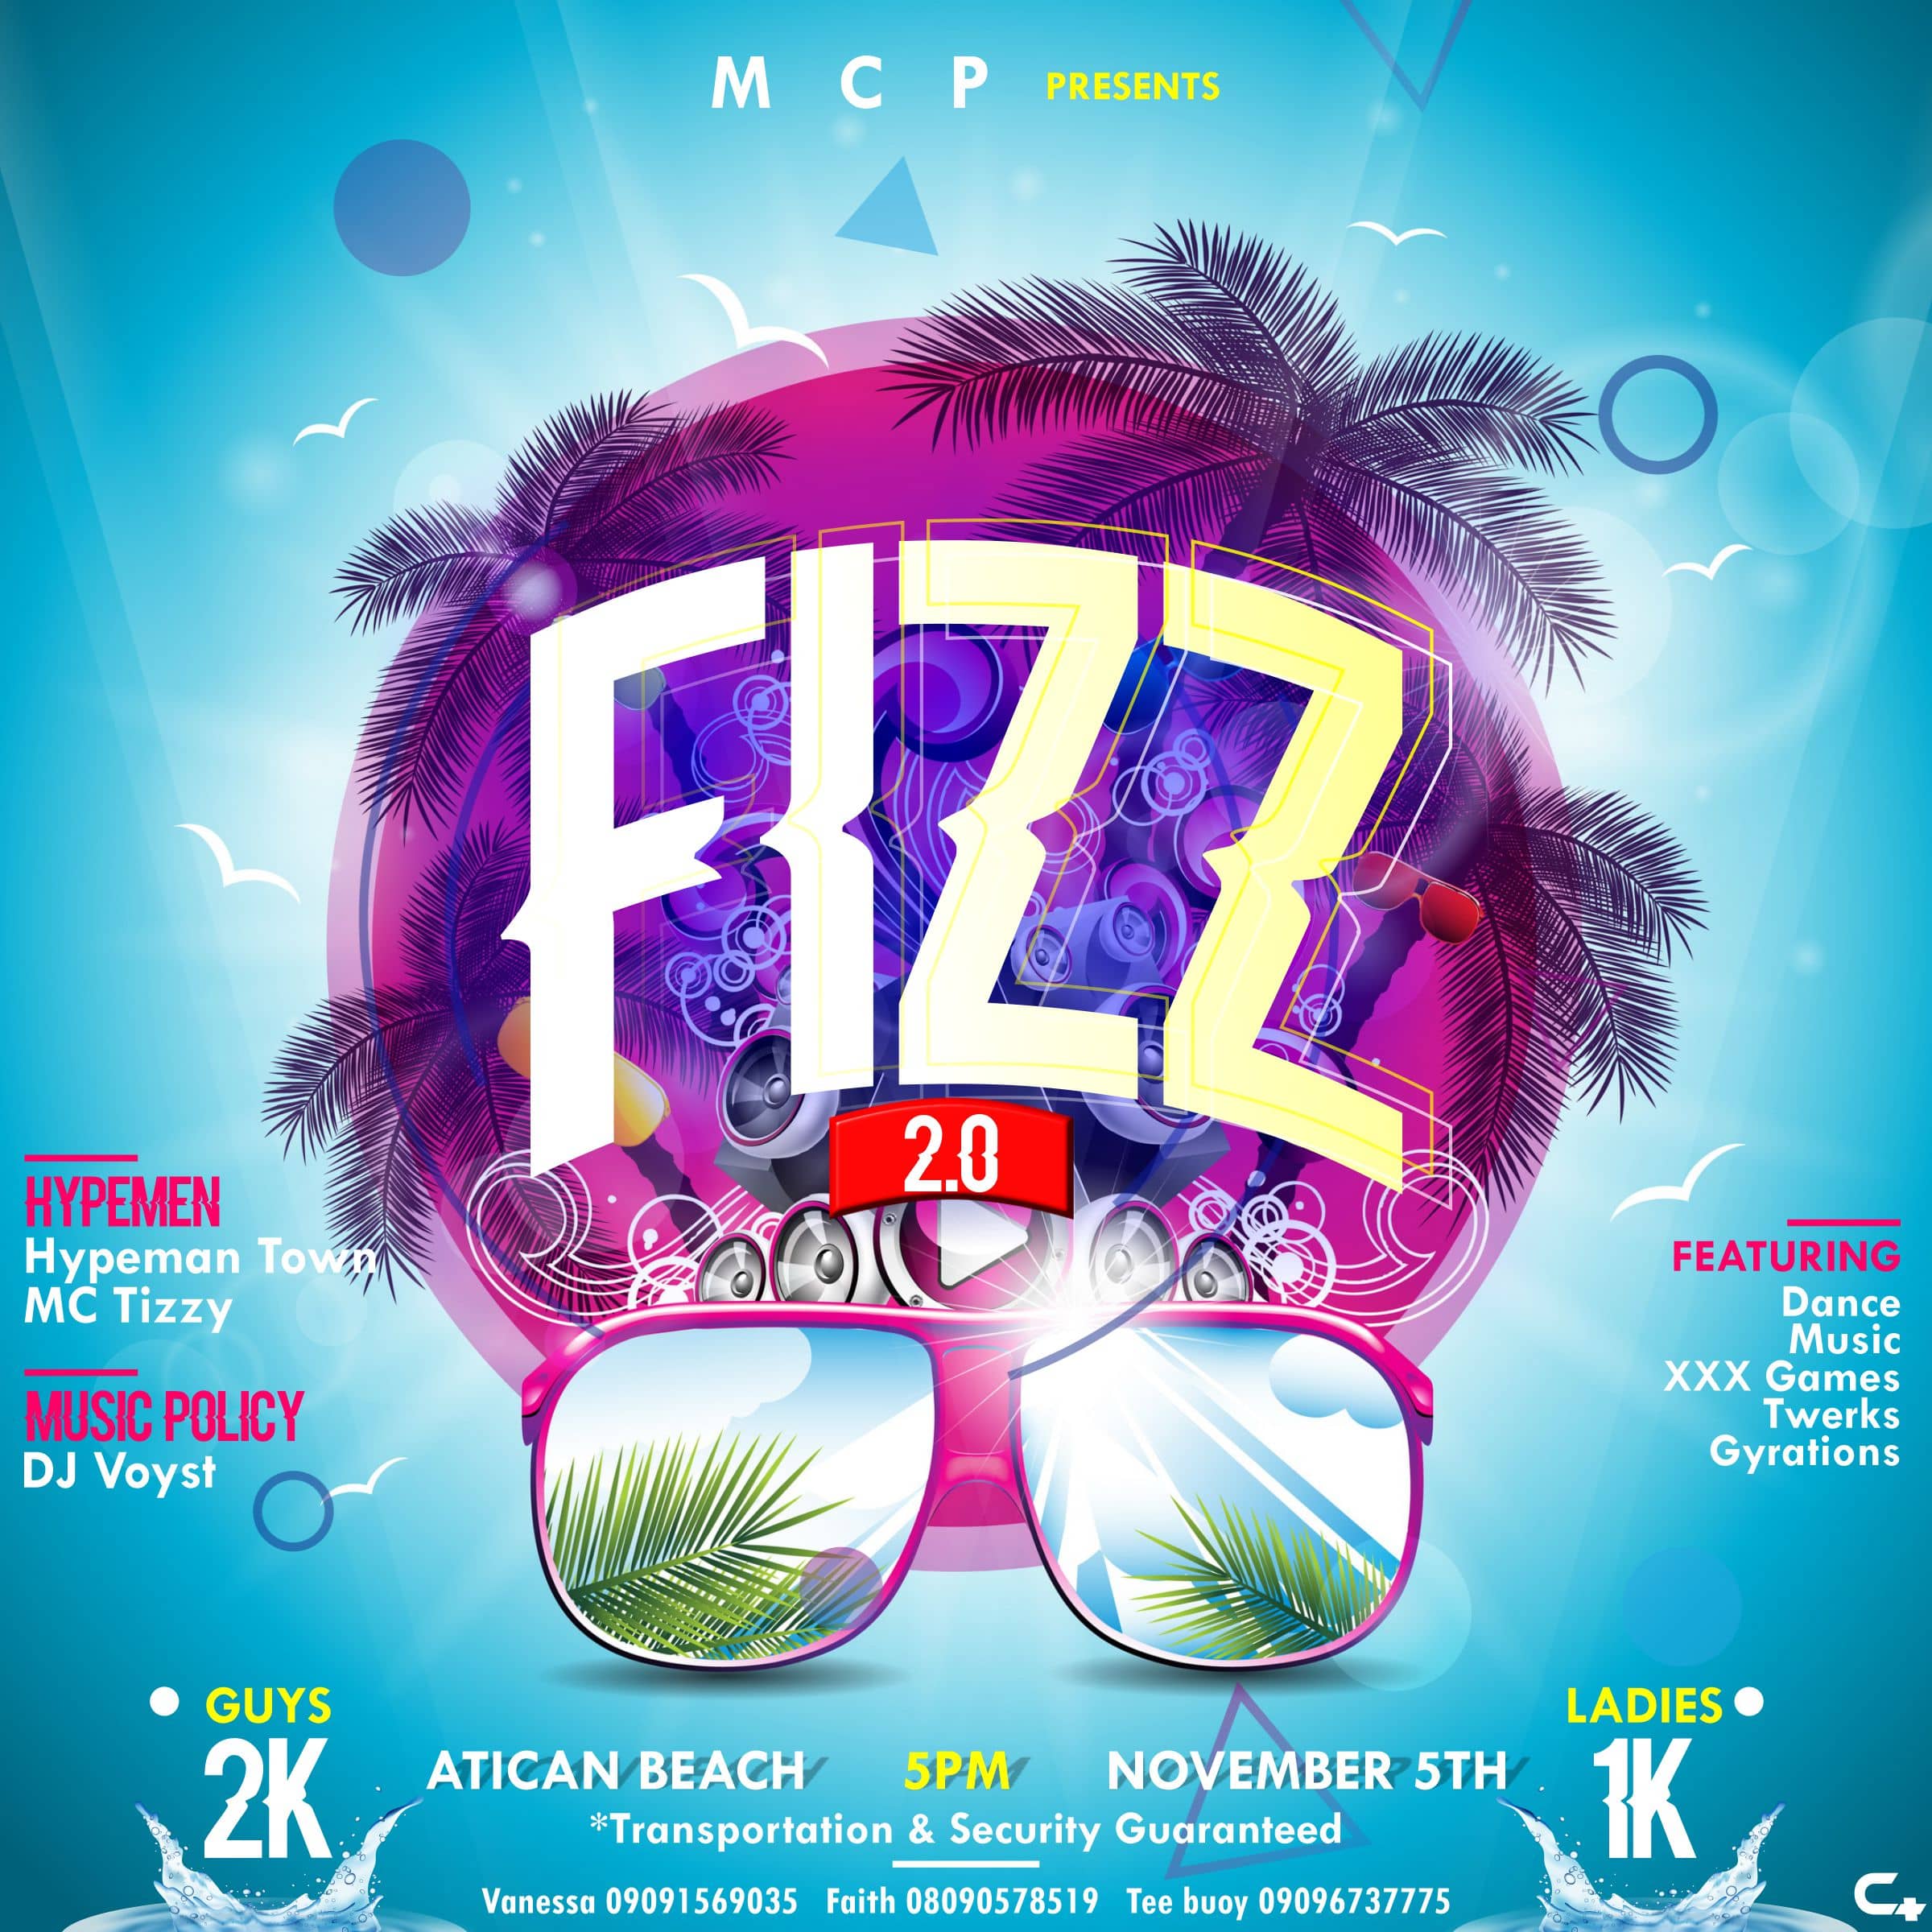 M C P PRESENTS
FIZZ
2.0
HYPEMEN
Hypeman Town
MC Tizzy
MUSIC POLICY
DJ Voyst
FEATURING
Dance
Music
XXX Games
Twerks
Gyrations
GUYS
2K
LADIES
1K
ATICAN BEACH 5PM NOVEMBER 5TH
*Transportation & Security Guaranteed
Vanessa 09091569035 Faith 08090578519 Tee buoy 09096737775